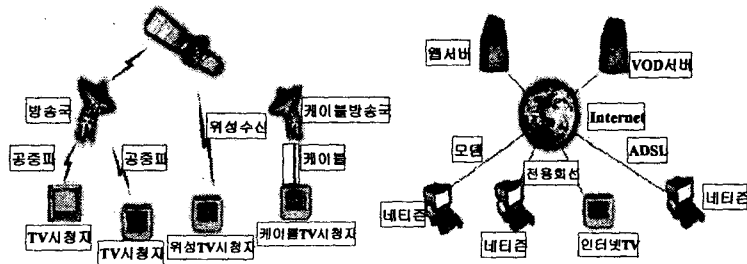 방송국
공중파
공중파
위성수신
케이블방송국
케이블
TV시청자
TV시청자
위성TV시청자
케이블TV시청자
웹서버
VOD서버
Internet
모뎀
ADSL
전용회선
네티즌
네티즌
인터넷TV
네티즌